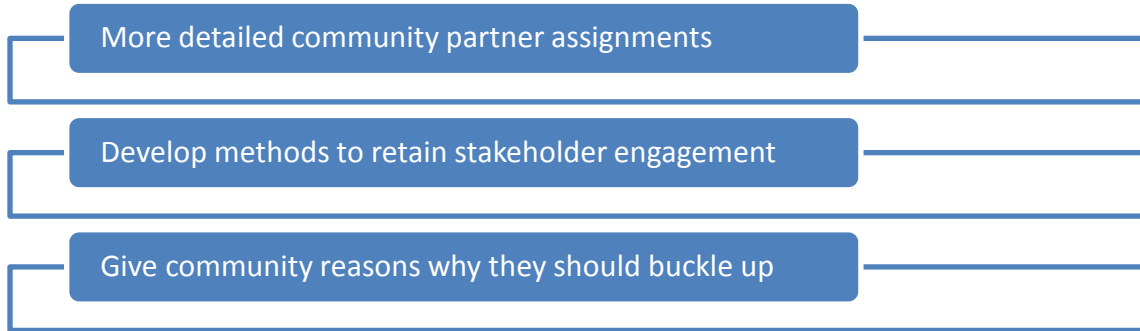 More detailed community partner assignments
Develop methods to retain stakeholder engagement
Give community reasons why they should buckle up